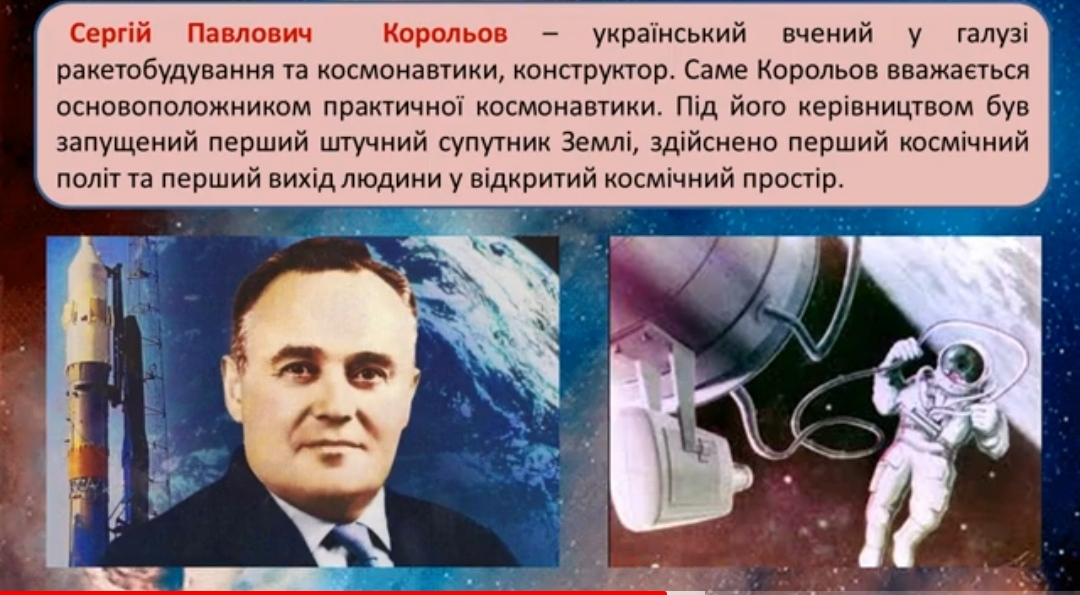 Сергій Павлович Корольов – український вчений у галузі
ракетобудування та космонавтики, конструктор. Саме Корольов вважається
основоположником практичної космонавтики. Під його керівництвом був
запущений перший штучний супутник Землі, здійснено перший космічний
політ та перший вихід людини у відкритий космічний простір.